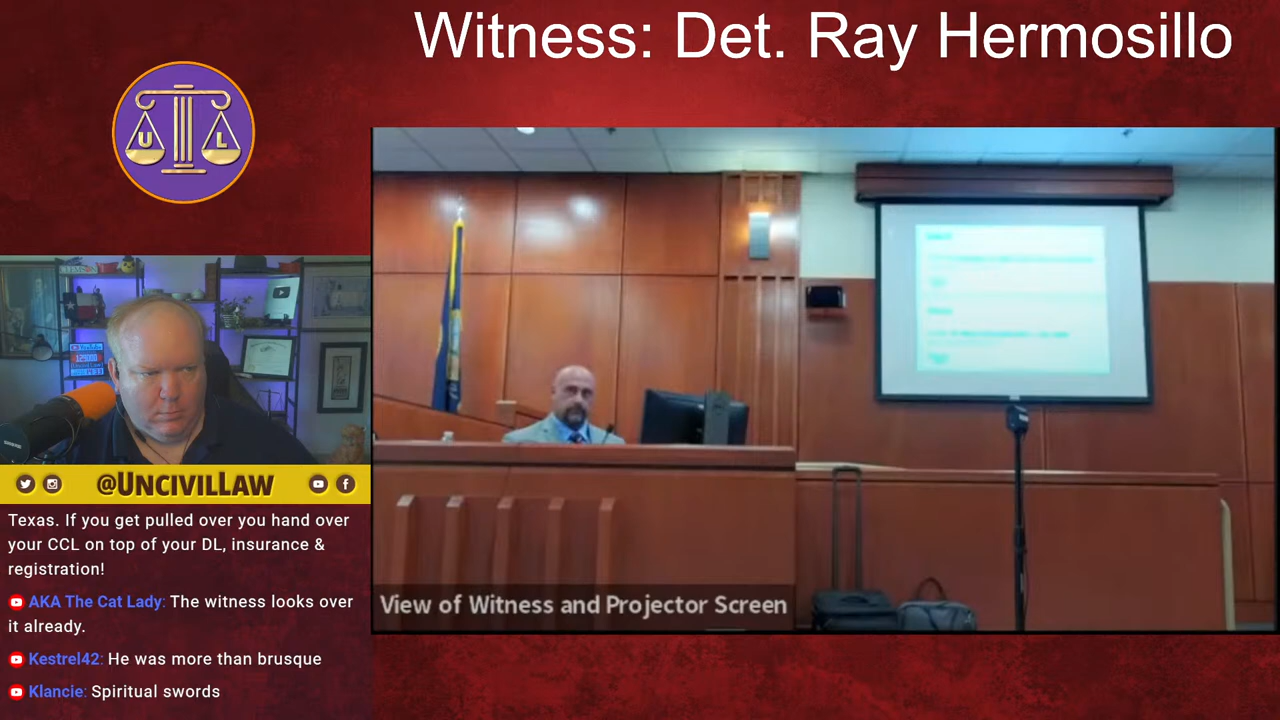 Witness: Det. Ray Hermosillo
U L
@UNCIVILLAW
Texas. If you get pulled over you hand over
your CCL on top of your DL, insurance &
registration!
AKA The Cat Lady: The witness looks over
it already.
Kestrel42: He was more than brusque
Klancie: Spiritual swords
View of Witness and Projector Screen